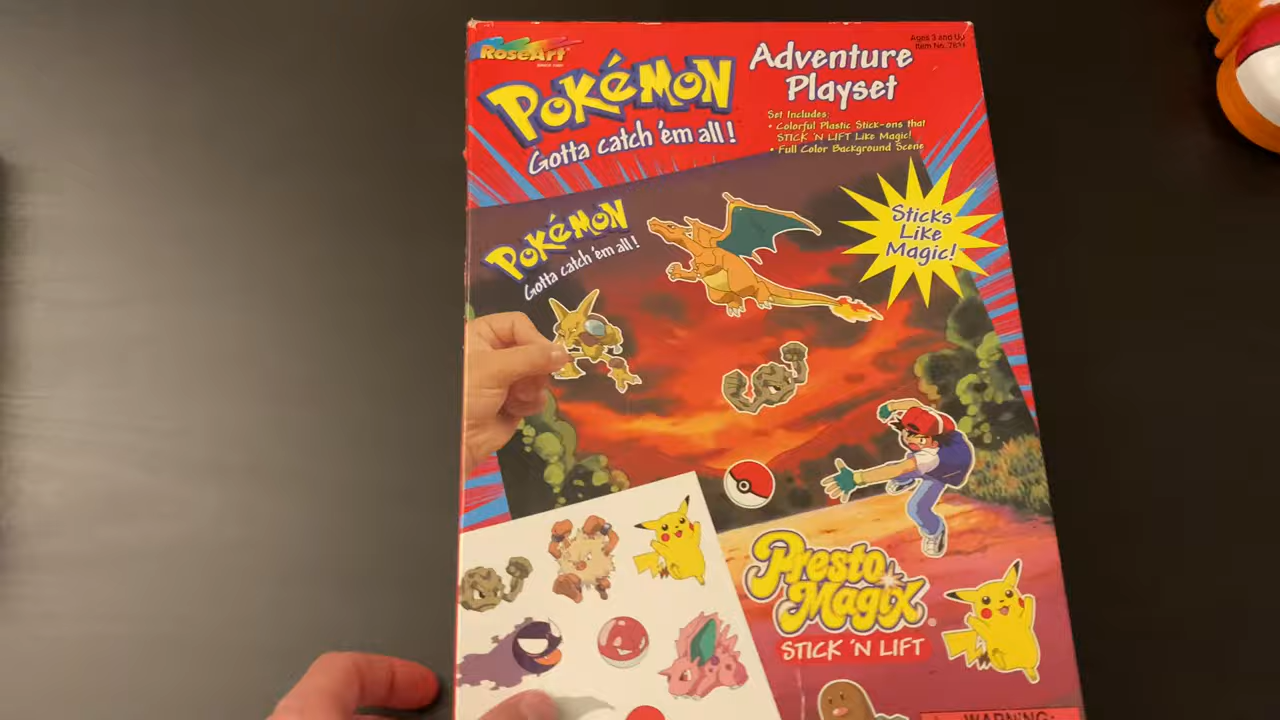 RoseArt
Pokémon
Gotta catch 'em all!
Adventure
Playset
Ages 3 and Up
Item No.
Set Includes:
• Colorful Plastic Stick-ons that
STICK 'N LIFT Like Magic!
• Full Color Background Scene
Sticks
Like
Magic!
Pokémon
Gotta catch 'em all!
Presto
Magix®
STICK 'N LIFT
WARNING: